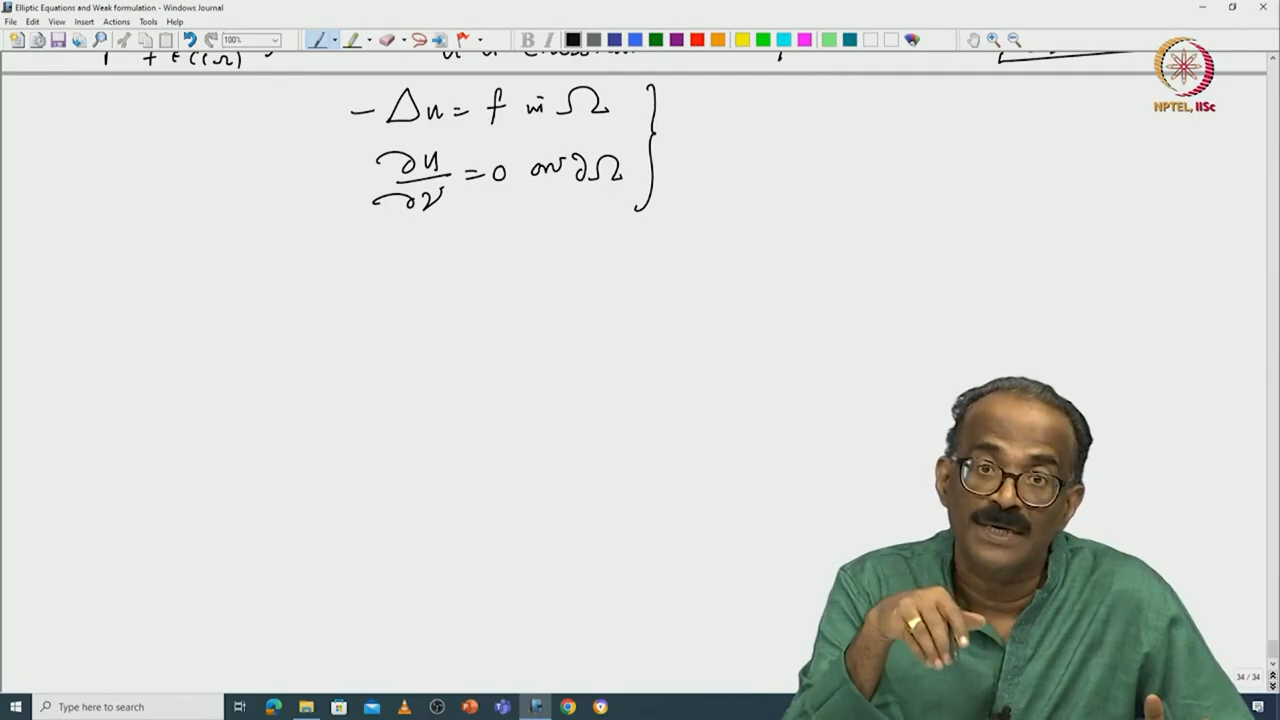 Elliptic Equations and Weak formulation - Windows Journal
File Edit View Insert Actions Tools Help
100%
B I
NPTEL, IISc
- Δu = f in Ω
∂u/∂ν = 0 on ∂Ω
34 / 34
Type here to search